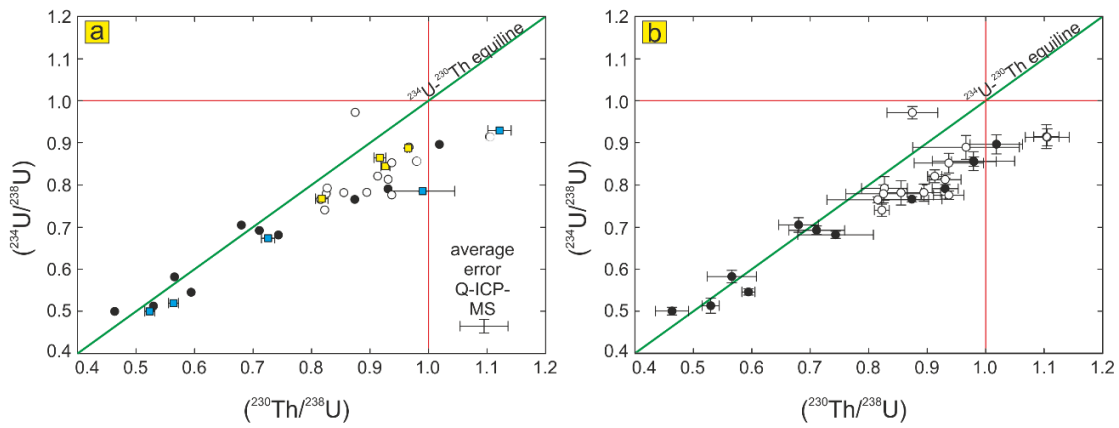 a
1.2
1.1
1.0
0.9
0.8
0.7
0.6
0.5
0.4
(²³⁴U/²³⁸U)
²³⁴U-²³⁰Th equiline
average
error
Q-ICP-
MS
0.4 0.5 0.6 0.7 0.8 0.9 1.0 1.1 1.2
(²³⁰Th/²³⁸U)
b
1.2
1.1
1.0
0.9
0.8
0.7
0.6
0.5
0.4
(²³⁴U/²³⁸U)
²³⁴U-²³⁰Th equiline
0.4 0.5 0.6 0.7 0.8 0.9 1.0 1.1 1.2
(²³⁰Th/²³⁸U)